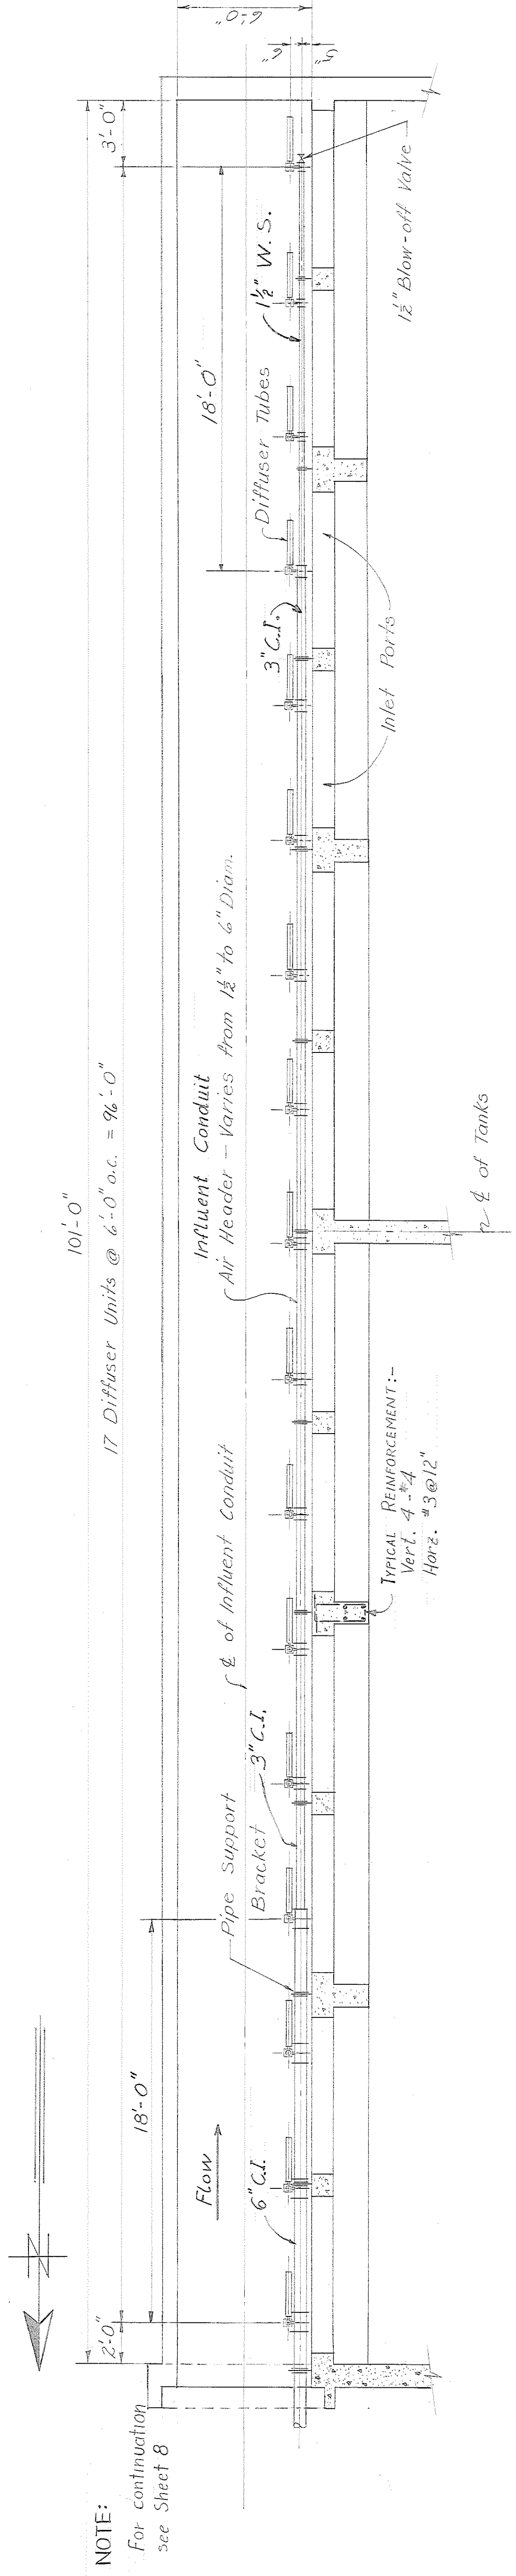 NOTE:
For continuation
see Sheet 8
N
101'-0"
17 Diffuser Units @ 6'-0" o.c. = 96'-0"
2'-0"
3'-0"
18'-0"
18'-0"
6'-0"
6"
5"
Flow
6" C.I.
Pipe Support
Bracket
3" C.I.
℄ of Influent Conduit
Influent Conduit
Air Header - Varies from 1½" to 6" Diam.
3" C.I.
Diffuser Tubes
1½" W.S.
TYPICAL REINFORCEMENT:-
Vert. 4-#4
Horz. #3@12"
℄ of Tanks
Inlet Ports
1½" Blow-off Valve